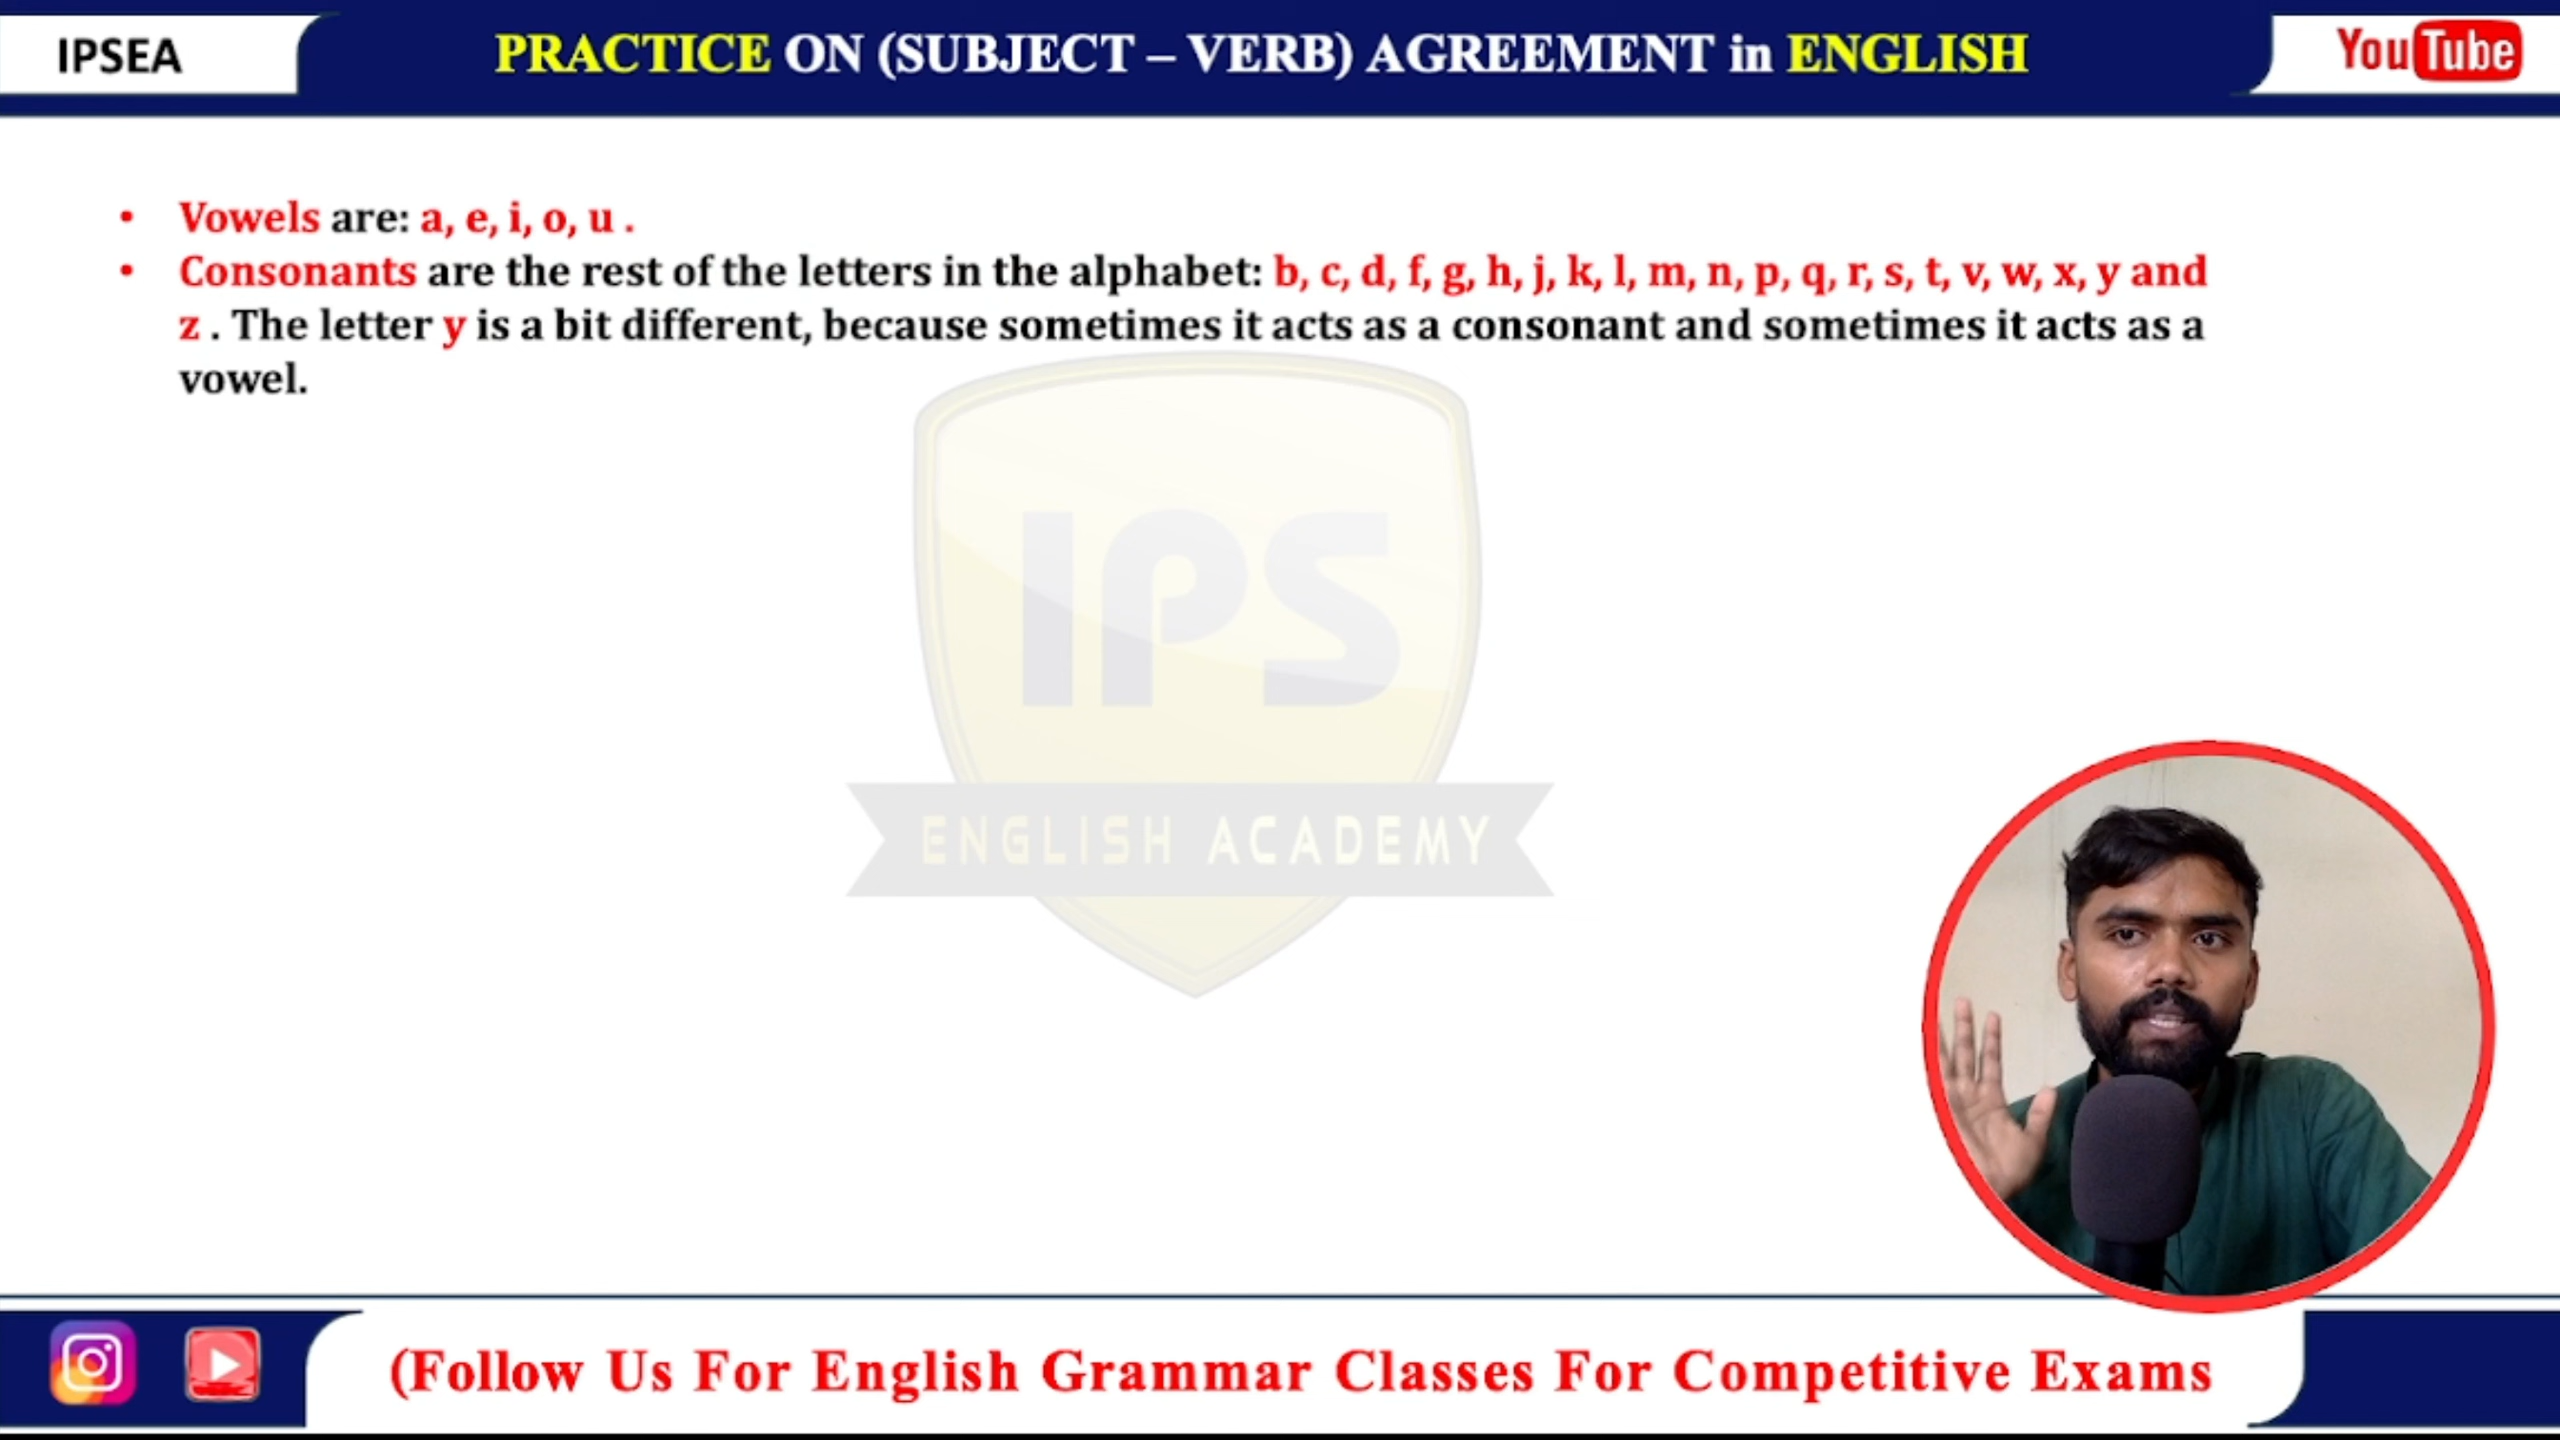 IPSEA
PRACTICE ON (SUBJECT – VERB) AGREEMENT in ENGLISH
YouTube
• Vowels are: a, e, i, o, u .
• Consonants are the rest of the letters in the alphabet: b, c, d, f, g, h, j, k, l, m, n, p, q, r, s, t, v, w, x, y and
z . The letter y is a bit different, because sometimes it acts as a consonant and sometimes it acts as a
vowel.
IPS
ENGLISH ACADEMY
(Follow Us For English Grammar Classes For Competitive Exams